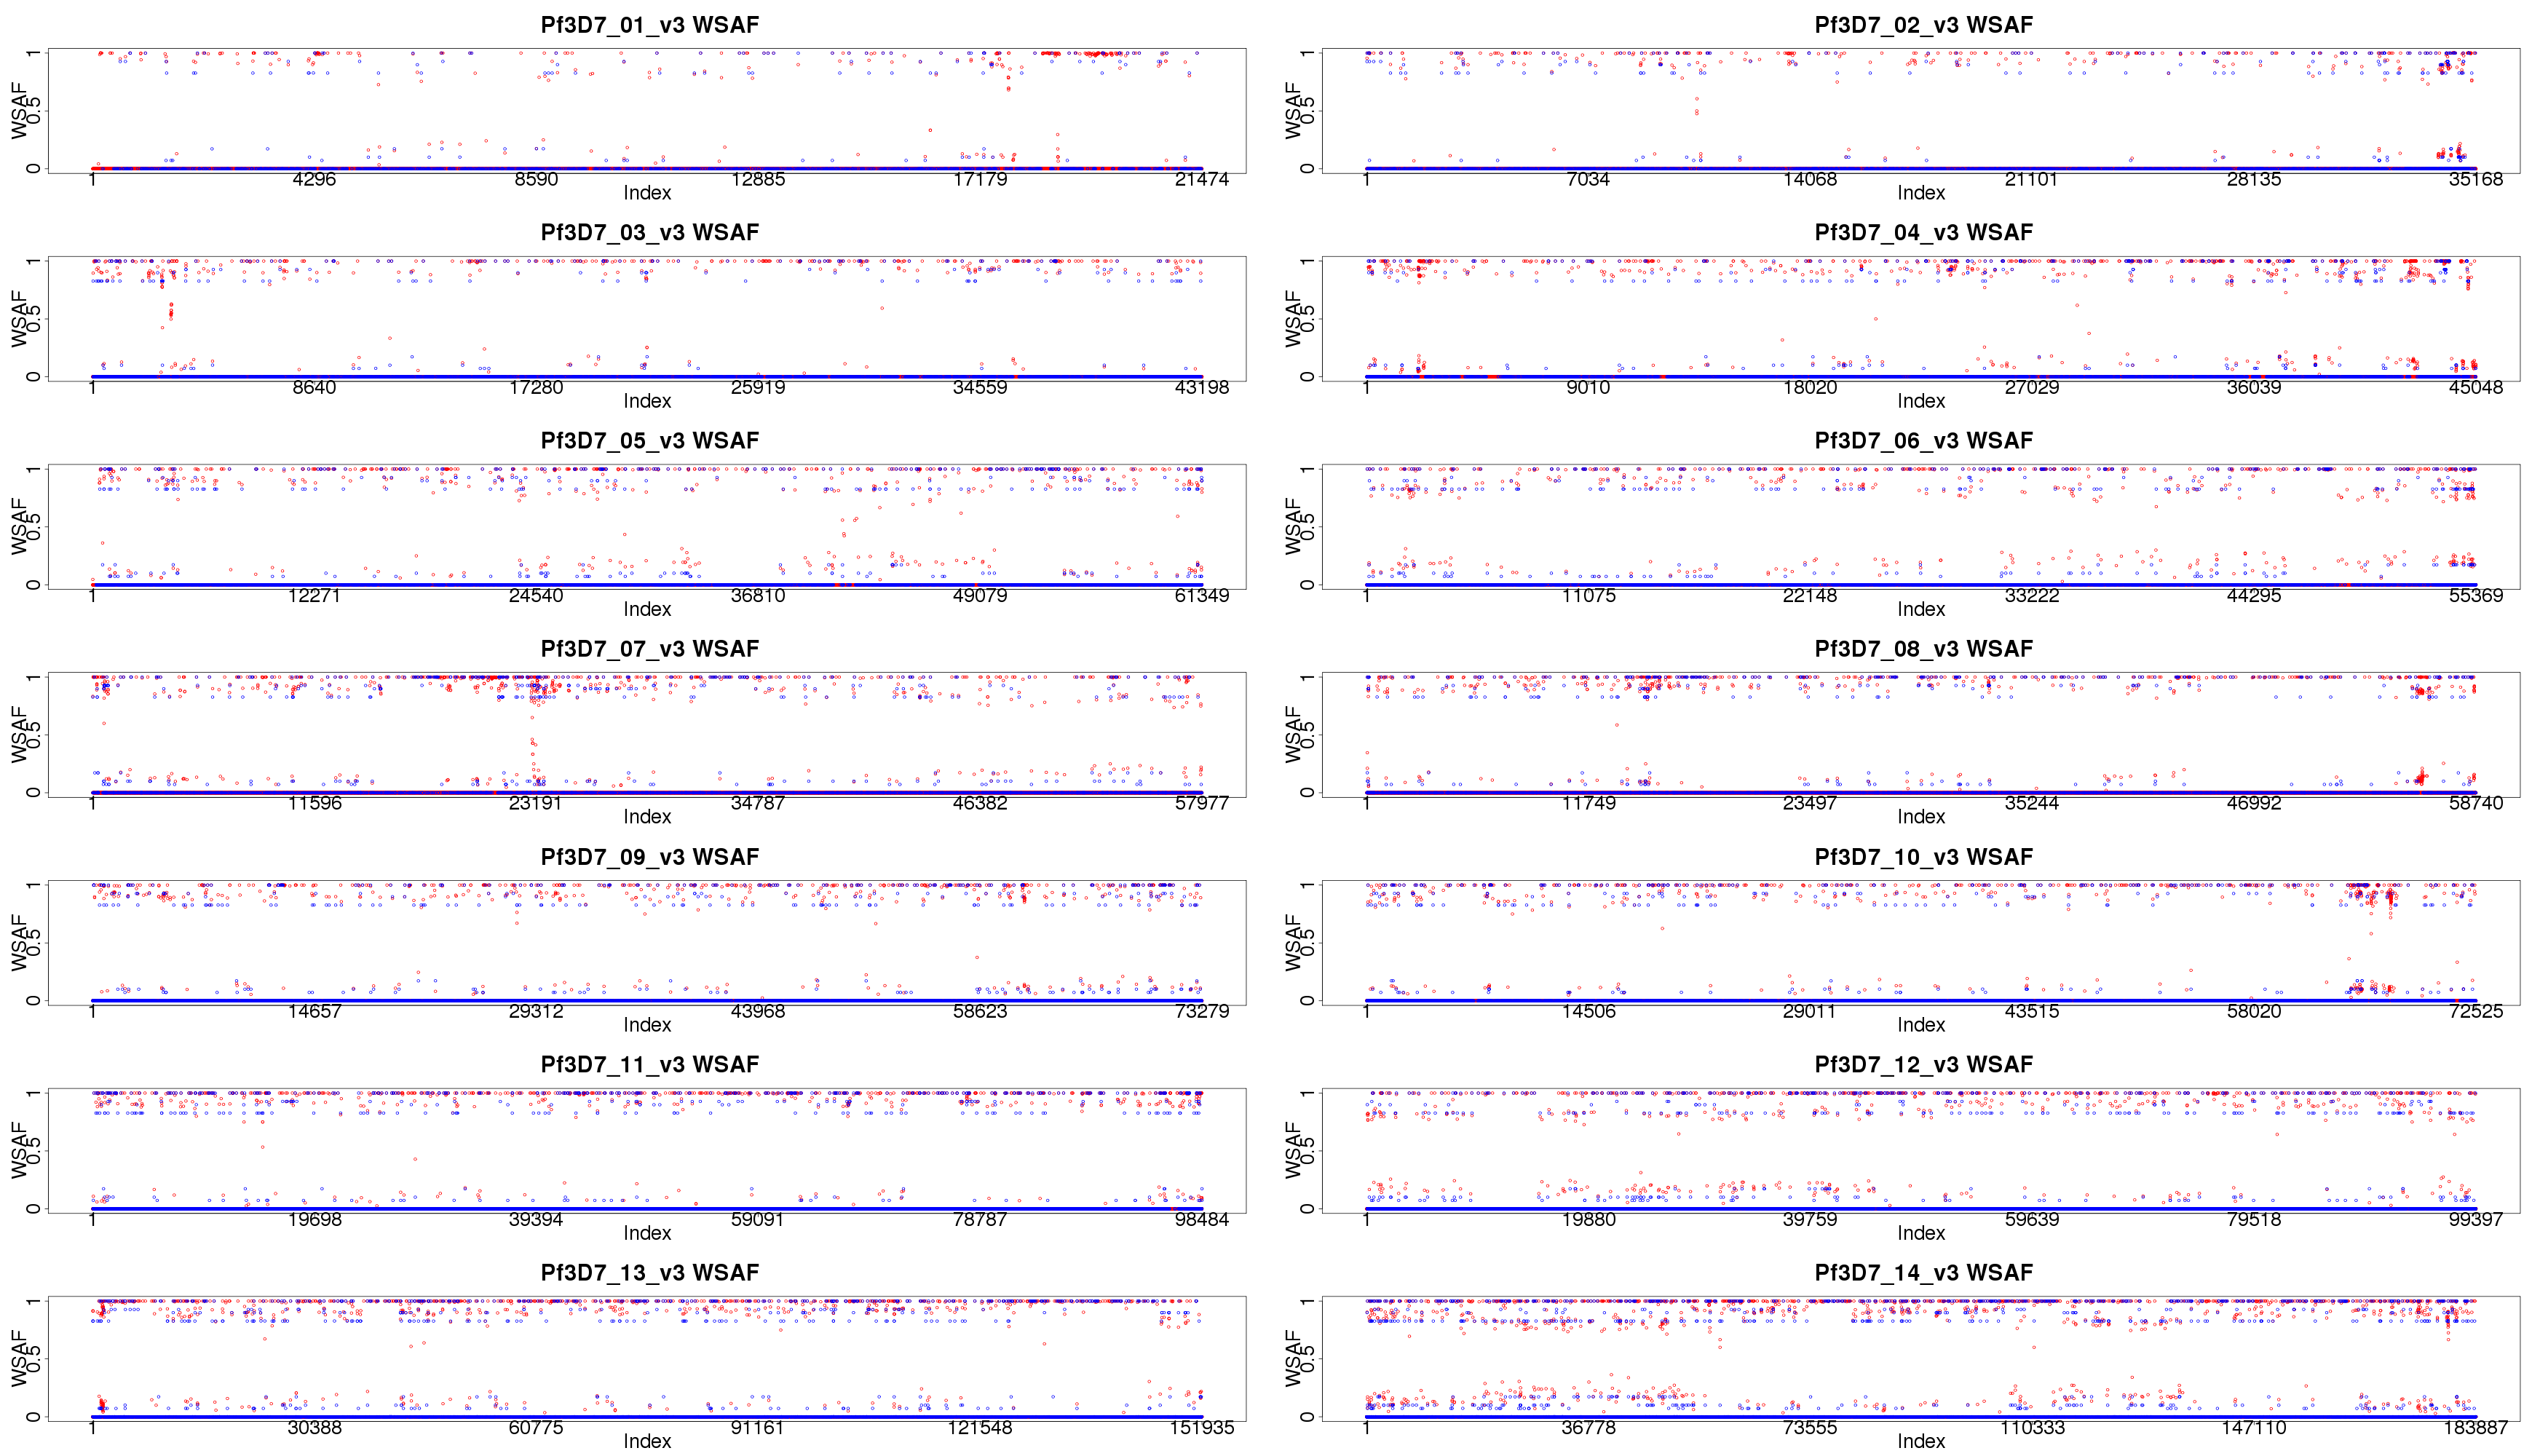 Pf3D7_01_v3 WSAF
WSAF
0 0.5 1
1 4296 8590 12885 17179 21474
Index
Pf3D7_02_v3 WSAF
WSAF
0 0.5 1
1 7034 14068 21101 28135 35168
Index
Pf3D7_03_v3 WSAF
WSAF
0 0.5 1
1 8640 17280 25919 34559 43198
Index
Pf3D7_04_v3 WSAF
WSAF
0 0.5 1
1 9010 18020 27029 36039 45048
Index
Pf3D7_05_v3 WSAF
WSAF
0 0.5 1
1 12271 24540 36810 49079 61349
Index
Pf3D7_06_v3 WSAF
WSAF
0 0.5 1
1 11075 22148 33222 44295 55369
Index
Pf3D7_07_v3 WSAF
WSAF
0 0.5 1
1 11596 23191 34787 46382 57977
Index
Pf3D7_08_v3 WSAF
WSAF
0 0.5 1
1 11749 23497 35244 46992 58740
Index
Pf3D7_09_v3 WSAF
WSAF
0 0.5 1
1 14657 29312 43968 58623 73279
Index
Pf3D7_10_v3 WSAF
WSAF
0 0.5 1
1 14506 29011 43515 58020 72525
Index
Pf3D7_11_v3 WSAF
WSAF
0 0.5 1
1 19698 39394 59091 78787 98484
Index
Pf3D7_12_v3 WSAF
WSAF
0 0.5 1
1 19880 39759 59639 79518 99397
Index
Pf3D7_13_v3 WSAF
WSAF
0 0.5 1
1 30388 60775 91161 121548 151935
Index
Pf3D7_14_v3 WSAF
WSAF
0 0.5 1
1 36778 73555 110333 147110 183887
Index